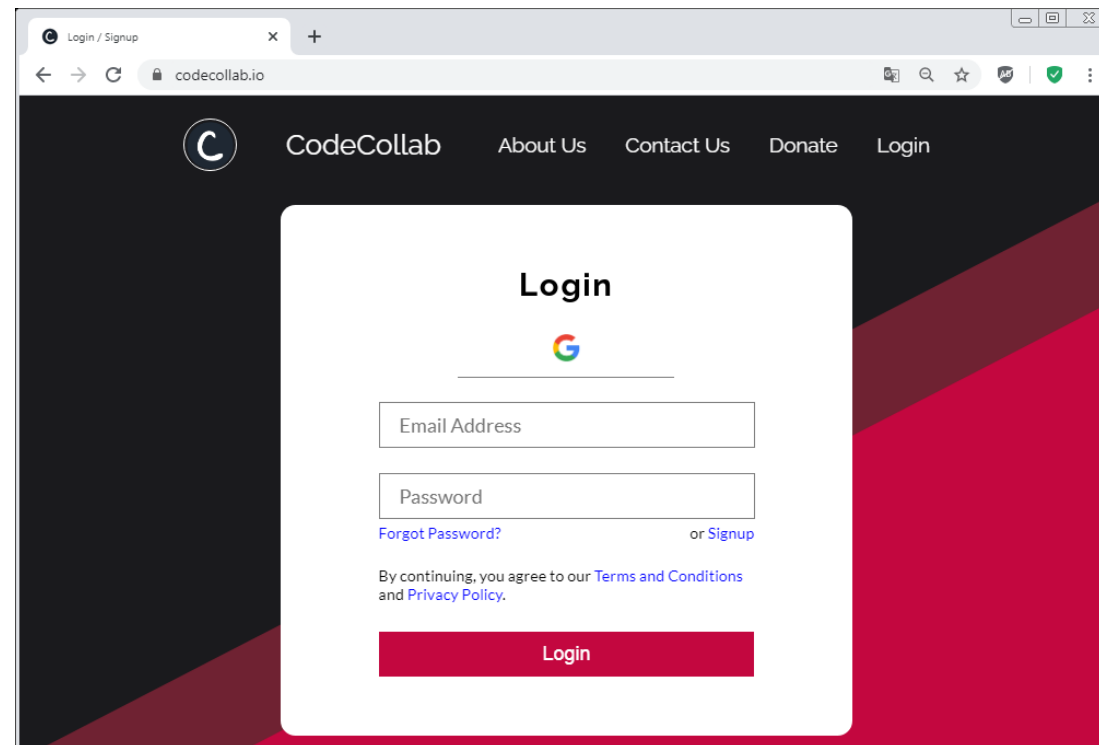 Login / Signup
codecollab.io
C CodeCollab About Us Contact Us Donate Login
Login
G
Email Address
Password
Forgot Password? or Signup
By continuing, you agree to our Terms and Conditions
and Privacy Policy.
Login